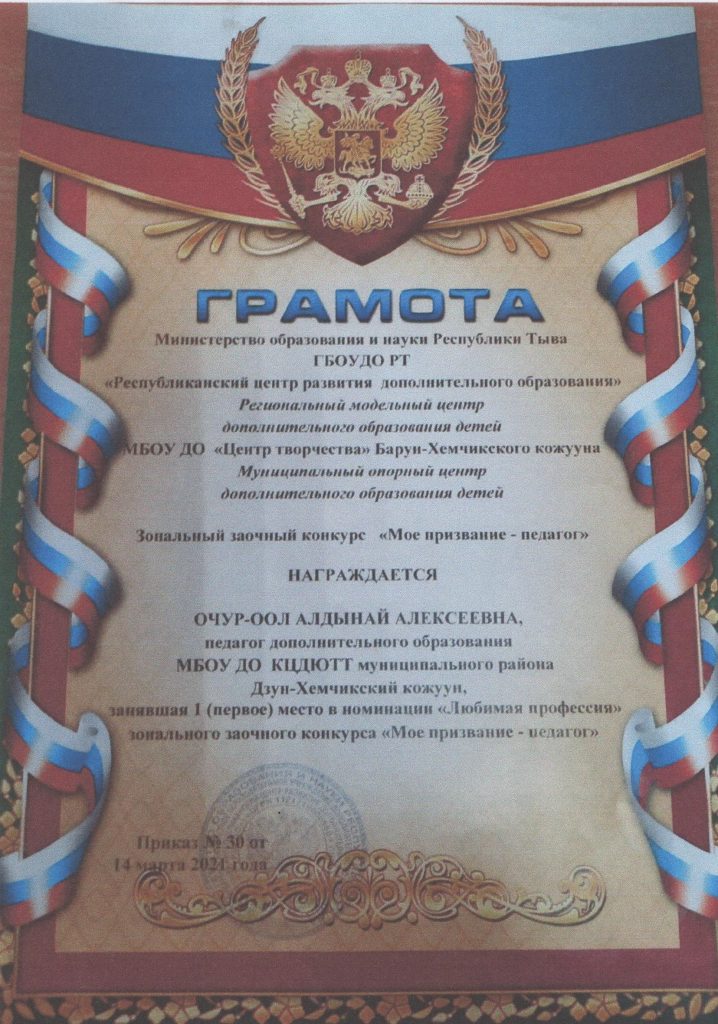 ГРАМОТА
Министерство образования и науки Республики Тыва
ГБОУДО РТ
«Республиканский центр развития дополнительного образования»
Региональный модельный центр
дополнительного образования детей
МБОУ ДО «Центр творчества» Барун-Хемчикского кожууна
Муниципальный опорный центр
дополнительного образования детей
Зональный заочный конкурс «Мое призвание - педагог»
НАГРАЖДАЕТСЯ
ОЧУР-ООЛ АЛДЫНАЙ АЛЕКСЕЕВНА,
педагог дополнительного образования
МБОУ ДО КЦДЮТТ муниципального района
Дзун-Хемчикский кожуун,
занявшая 1 (первое) место в номинации «Любимая профессия»
зонального заочного конкурса «Мое призвание - педагог»
ОБРАЗОВАНИЯ И НАУКИ
Приказ № 30 от
14 марта 2021 года